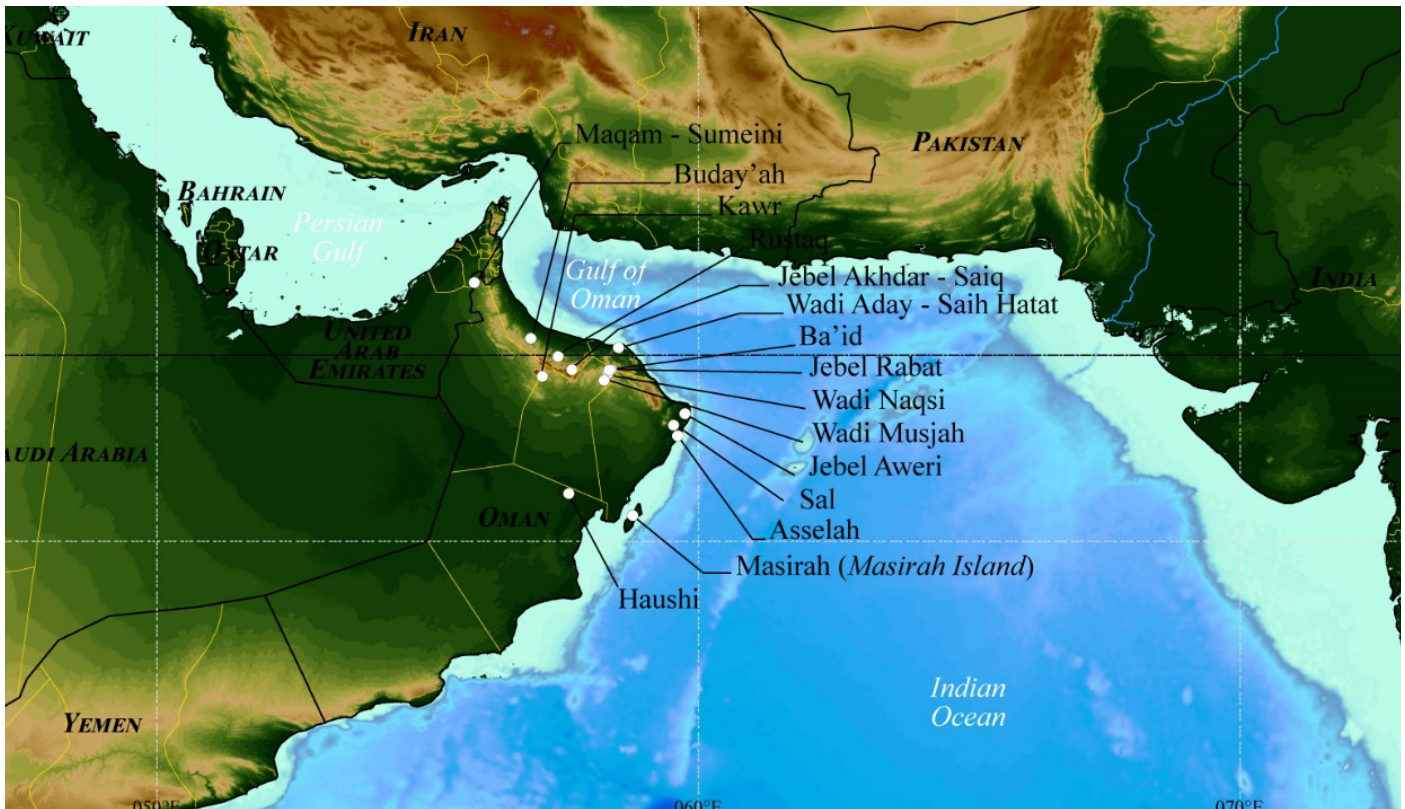 KUWAIT
IRAN
PAKISTAN
Maqam - Sumeini
Buday’ah
Kawr
BAHRAIN
QATAR
Persian
Gulf
Gulf of
Oman
Rustaq
Jebel Akhdar - Saiq
INDIA
Wadi Aday - Saih Hatat
UNITED
ARAB
EMIRATES
Ba’id
Jebel Rabat
Wadi Naqsi
Wadi Musjah
SAUDI ARABIA
Jebel Aweri
Sal
OMAN
Asselah
Masirah (Masirah Island)
Haushi
Indian
Ocean
YEMEN
050°E
060°E
070°E